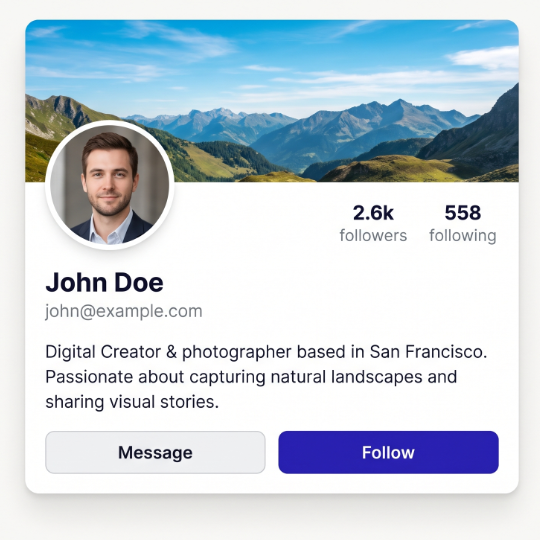 2.6k 558
followers following
John Doe
john@example.com
Digital Creator & photographer based in San Francisco.
Passionate about capturing natural landscapes and
sharing visual stories.
Message Follow